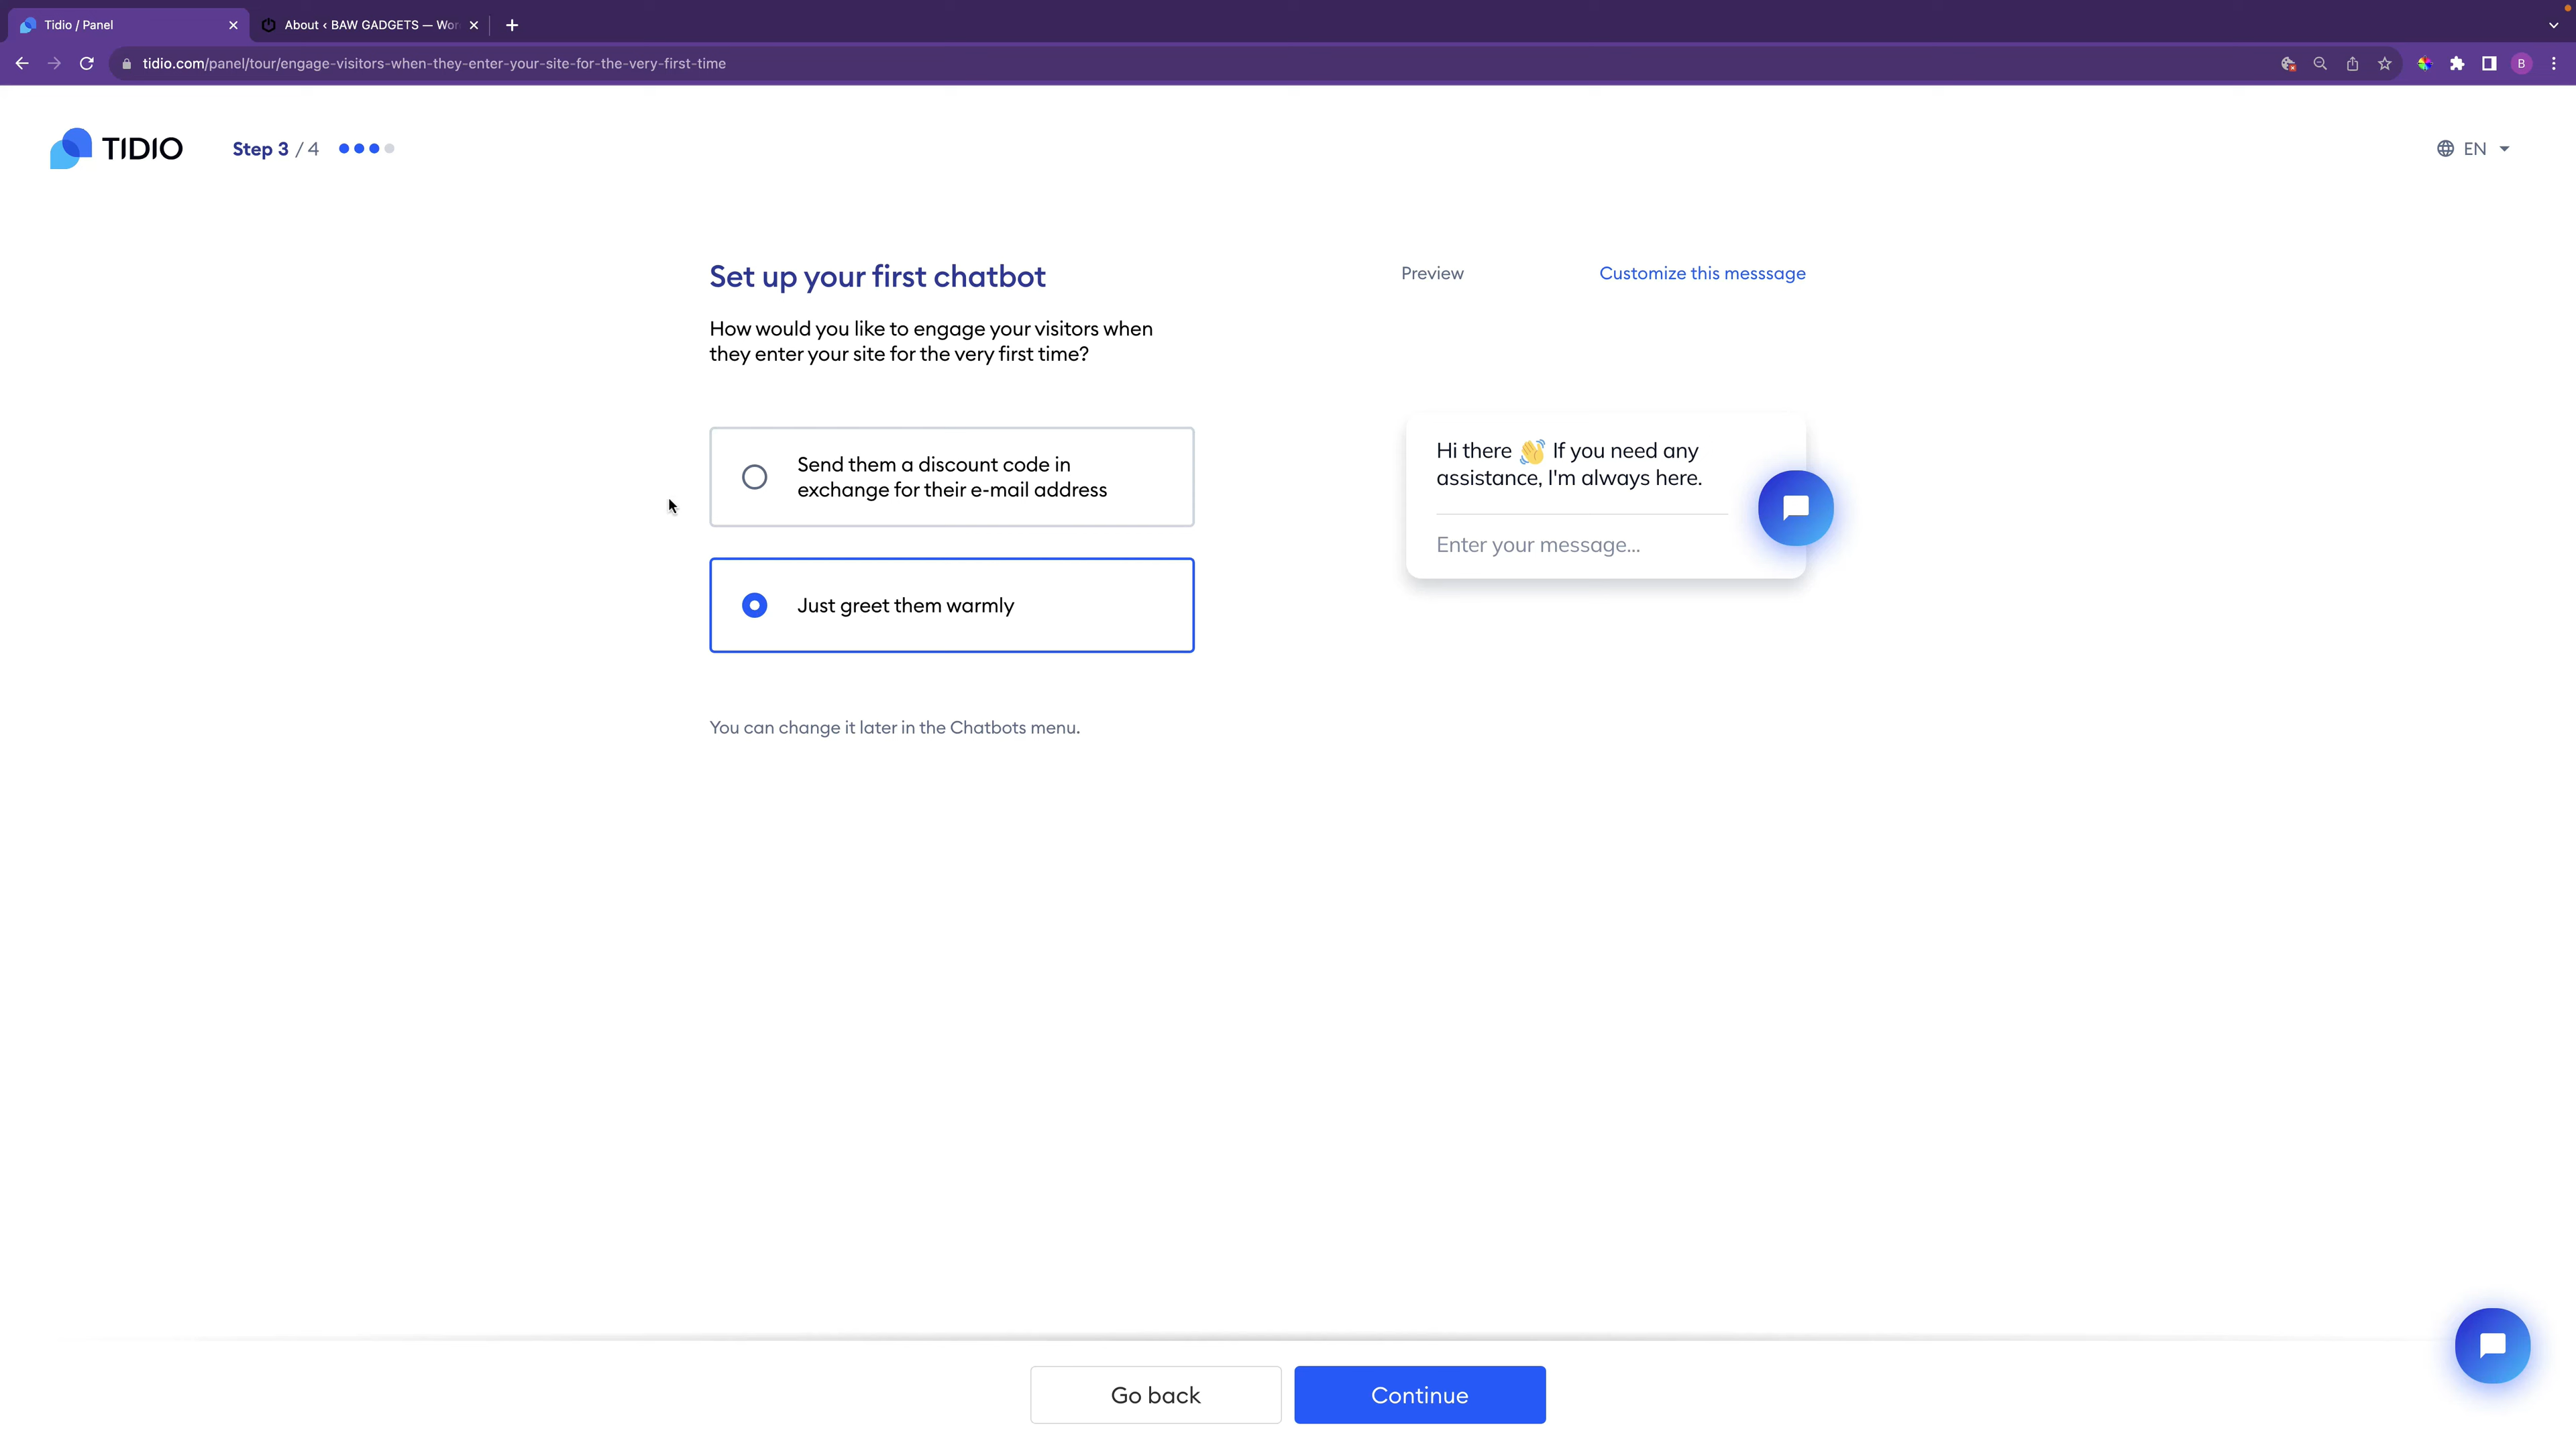 Tidio / Panel
About ‹ BAW GADGETS — Wor
tidio.com/panel/tour/engage-visitors-when-they-enter-your-site-for-the-very-first-time
B
TIDIO
Step 3 / 4
EN
Set up your first chatbot
How would you like to engage your visitors when
they enter your site for the very first time?
Send them a discount code in
exchange for their e-mail address
Just greet them warmly
You can change it later in the Chatbots menu.
Preview
Customize this messsage
Hi there 👋 If you need any
assistance, I'm always here.
Enter your message...
Go back
Continue